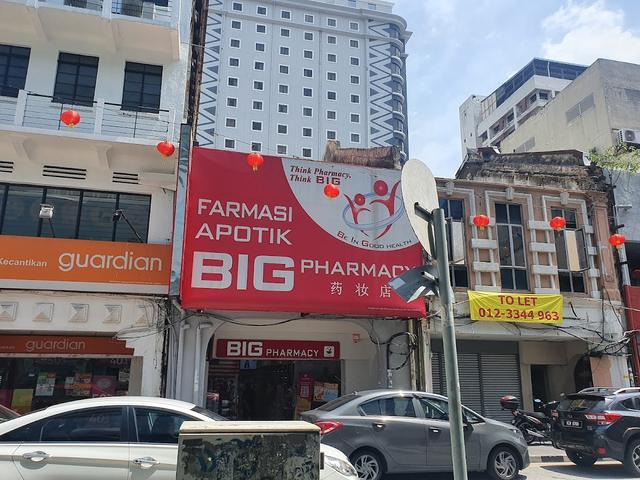 Kecantikan guardian
guardian
Think Pharmacy,
Think BIG
FARMASI
APOTIK
BIG PHARMACY
BE IN GOOD HEALTH
药妆店
BIG PHARMACY
TO LET
012-3344 963